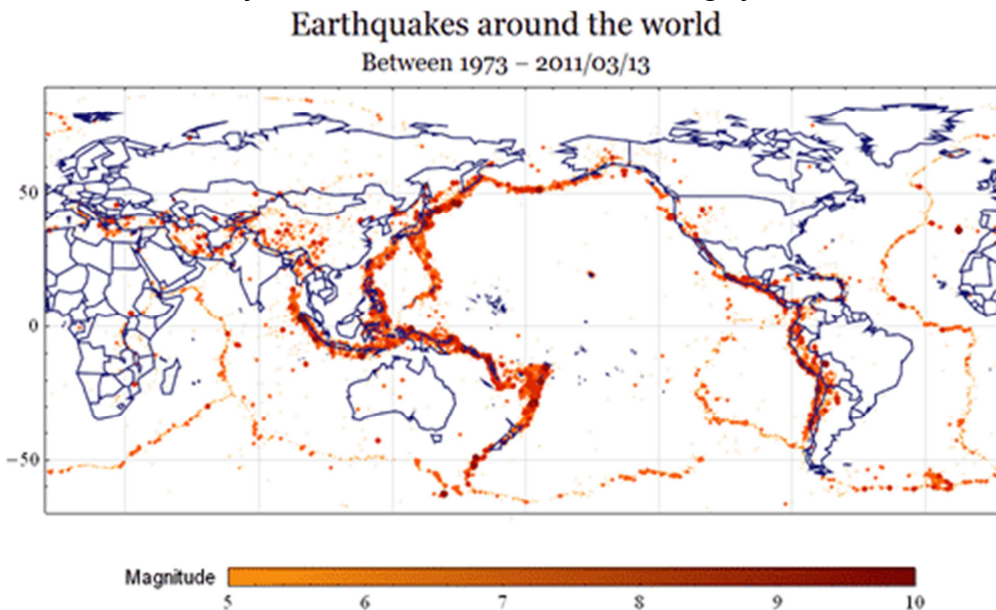 Earthquakes around the world
Between 1973 – 2011/03/13
50
0
−50
Magnitude
5 6 7 8 9 10